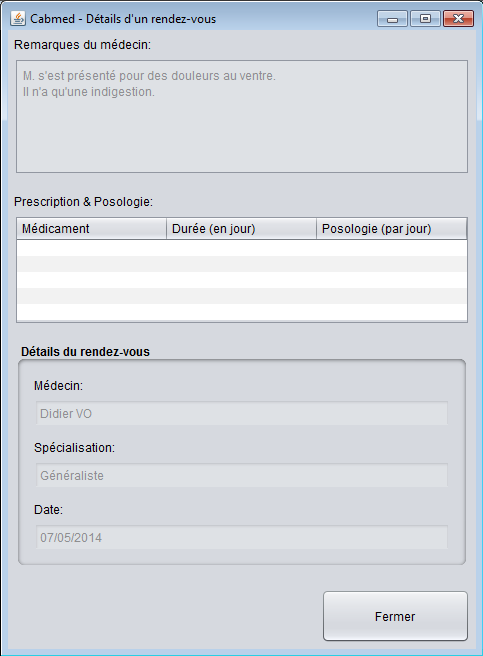 Cabmed - Détails d'un rendez-vous
Remarques du médecin:
M. s'est présenté pour des douleurs au ventre.
Il n'a qu'une indigestion.
Prescription & Posologie:
Médicament Durée (en jour) Posologie (par jour)
Détails du rendez-vous
Médecin:
Didier VO
Spécialisation:
Généraliste
Date:
07/05/2014
Fermer